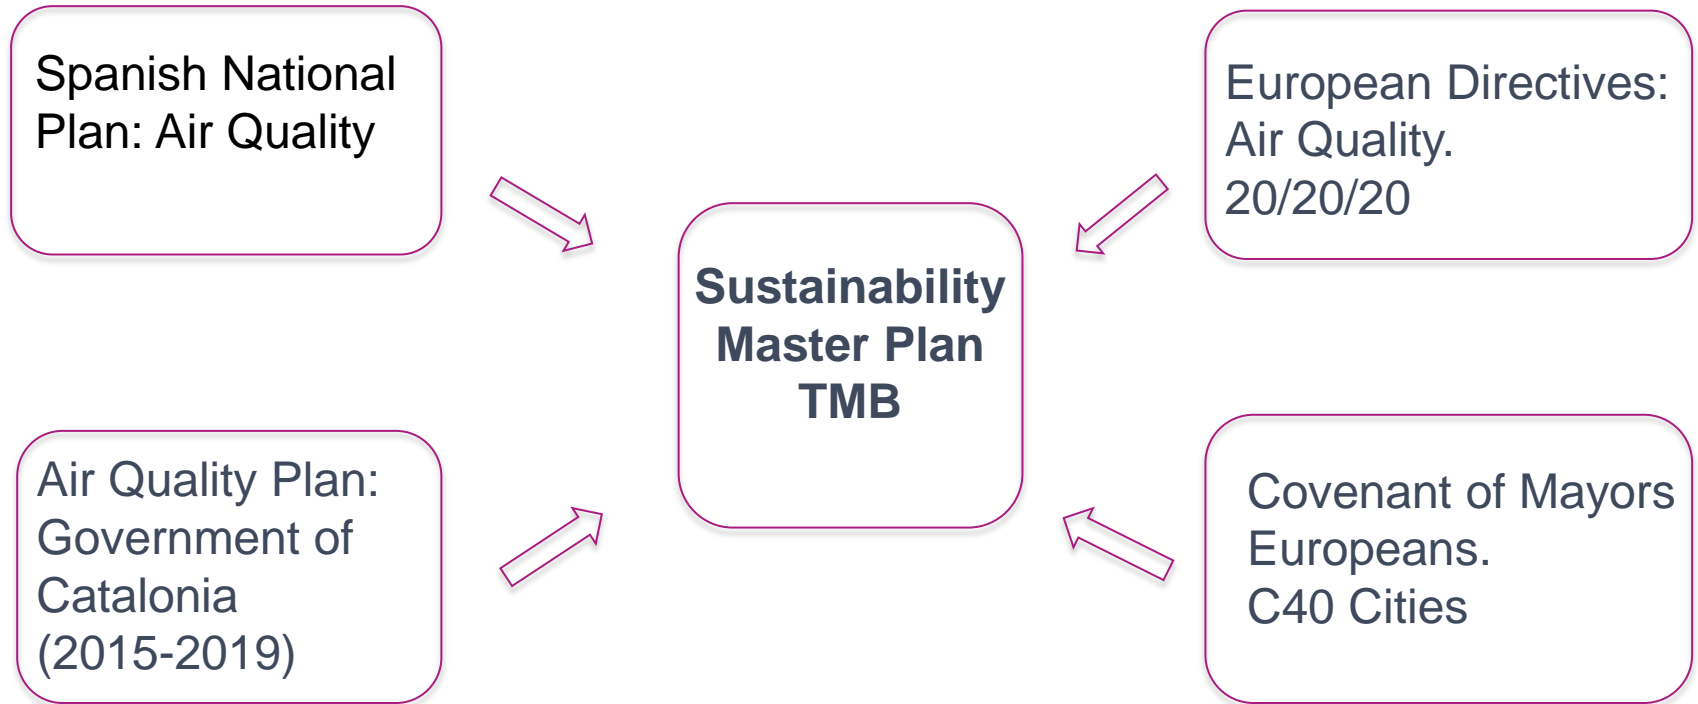 Spanish National
Plan: Air Quality
European Directives:
Air Quality.
20/20/20
Sustainability
Master Plan
TMB
Air Quality Plan:
Government of
Catalonia
(2015-2019)
Covenant of Mayors
Europeans.
C40 Cities